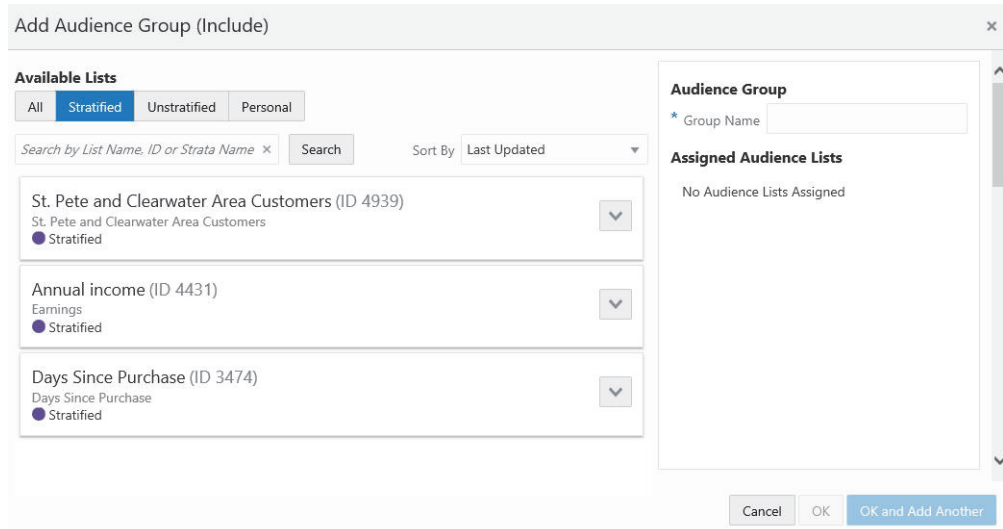 Add Audience Group (Include)
×
Available Lists
All Stratified Unstratified Personal
Search by List Name, ID or Strata Name × Search Sort By Last Updated
St. Pete and Clearwater Area Customers (ID 4939)
St. Pete and Clearwater Area Customers
Stratified
Annual income (ID 4431)
Earnings
Stratified
Days Since Purchase (ID 3474)
Days Since Purchase
Stratified
Audience Group
* Group Name
Assigned Audience Lists
No Audience Lists Assigned
Cancel OK OK and Add Another